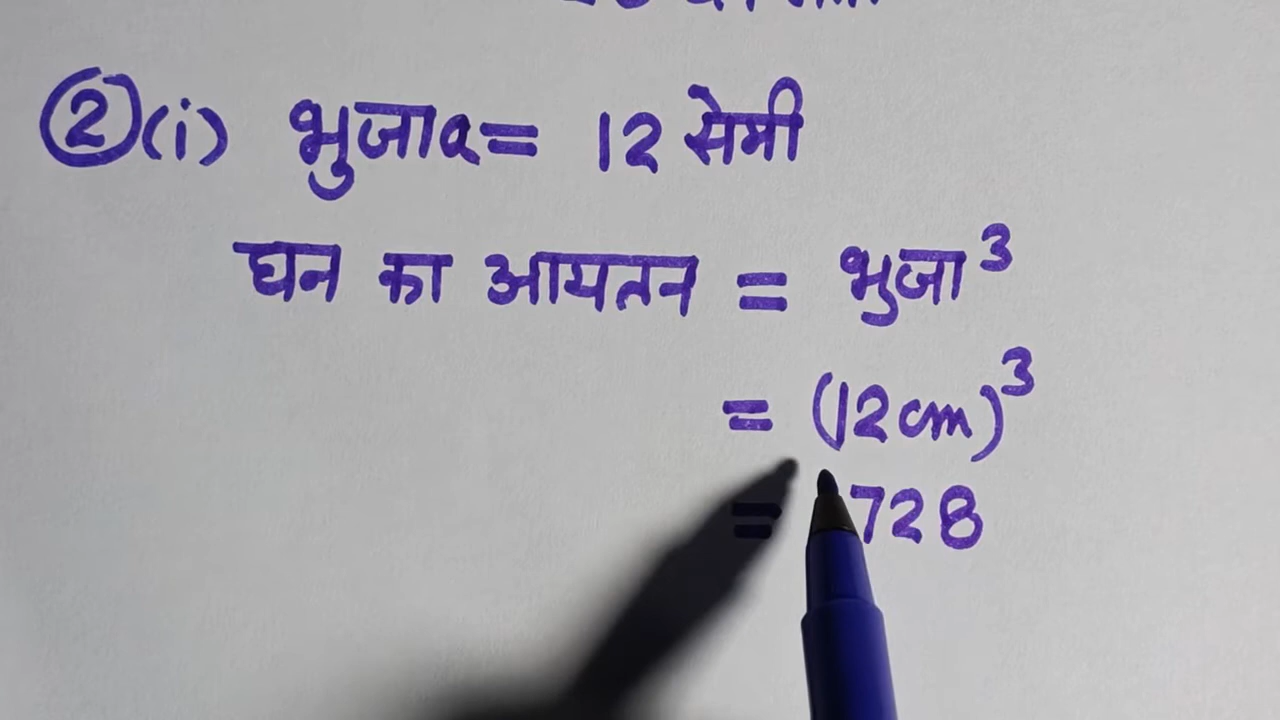 ②(i) भुजा a = 12 सेमी
घन का आयतन = भुजा³
= (12cm)³
= 728